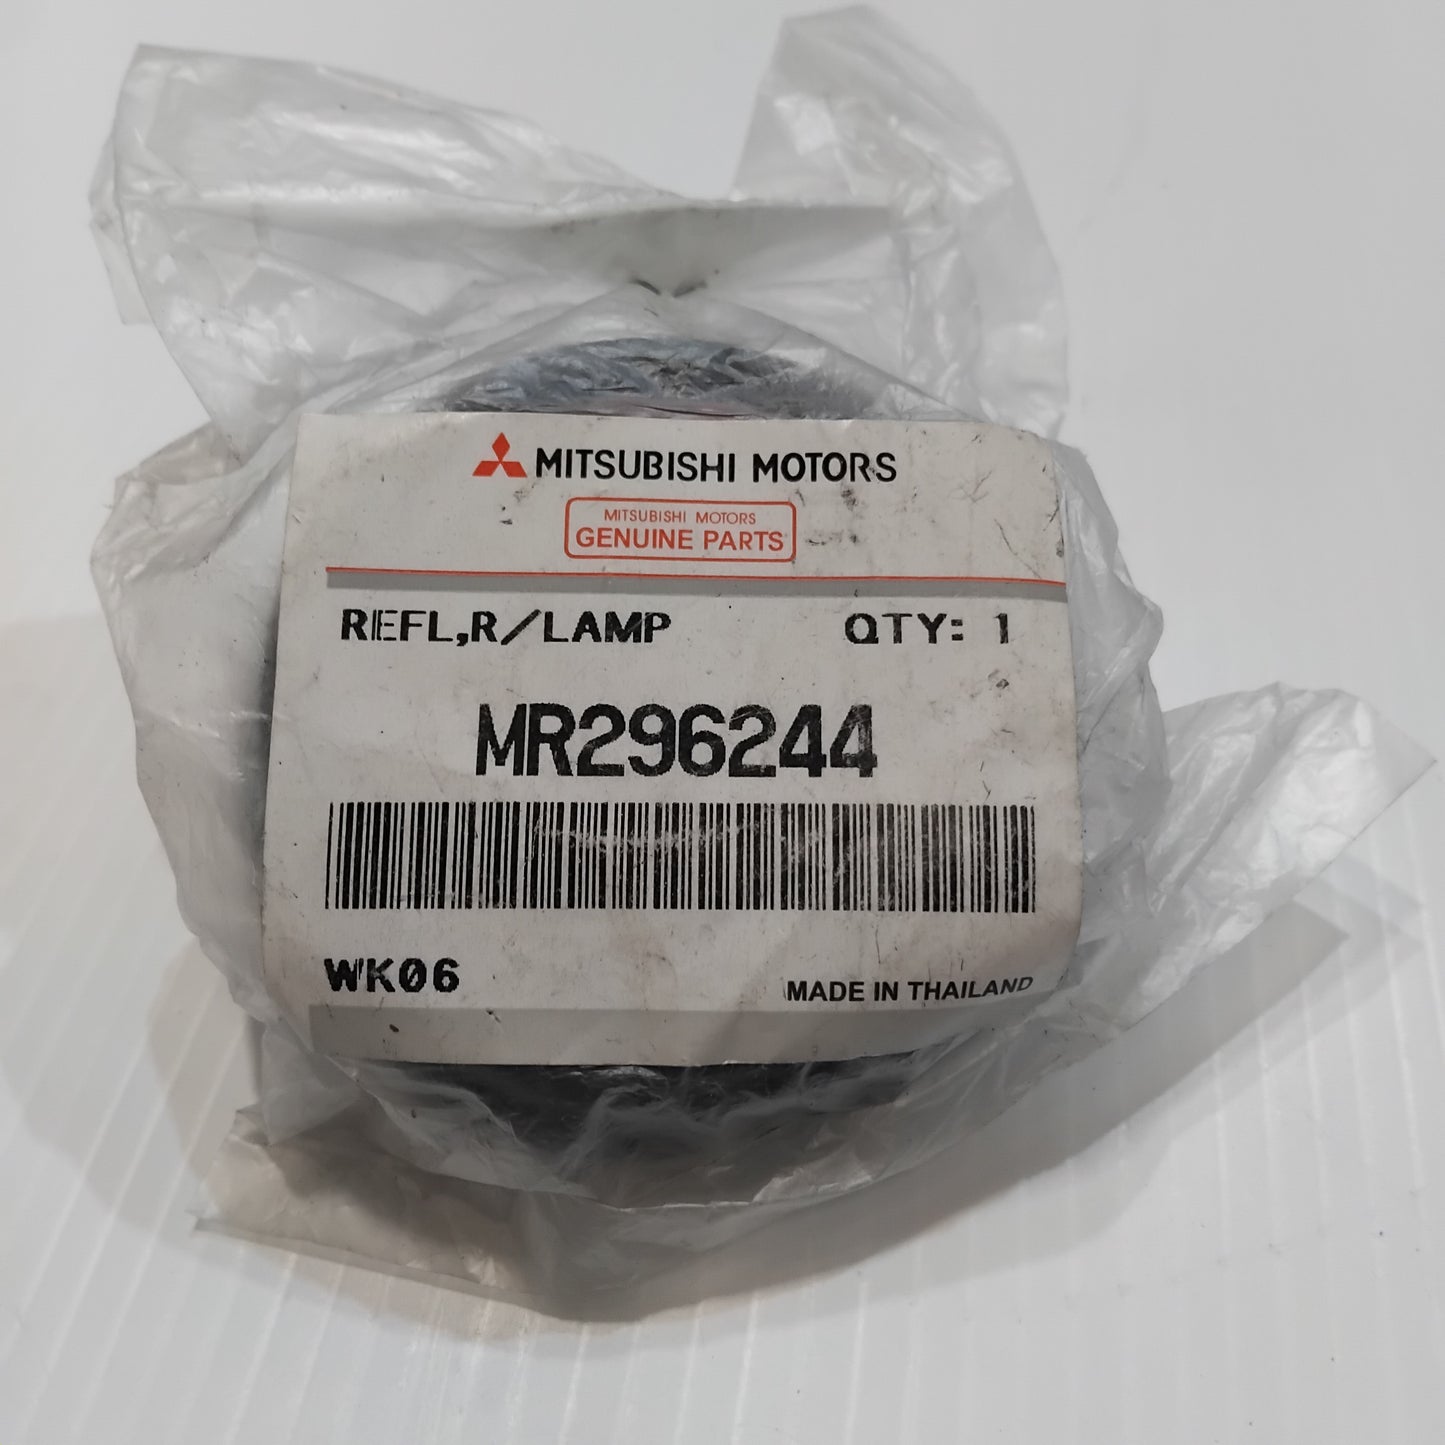 MITSUBISHI MOTORS
MITSUBISHI MOTORS
GENUINE PARTS
REFL,R/LAMP QTY: 1
MR296244
WK06 MADE IN THAILAND